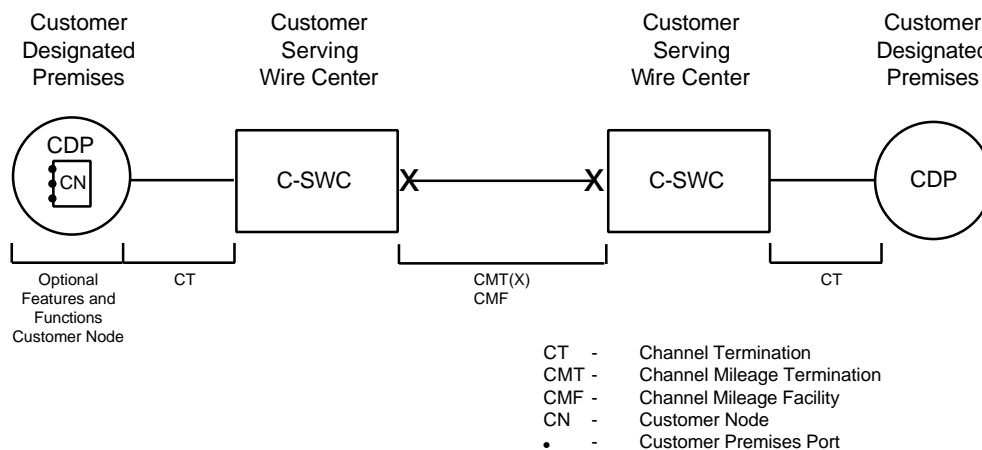 Customer
Designated
Premises
Customer
Serving
Wire Center
Customer
Serving
Wire Center
Customer
Designated
Premises
CDP
CN
C-SWC
X
X
C-SWC
CDP
Optional
Features and
Functions
Customer Node
CT
CMT(X)
CMF
CT
CT - Channel Termination
CMT - Channel Mileage Termination
CMF - Channel Mileage Facility
CN - Customer Node
• - Customer Premises Port